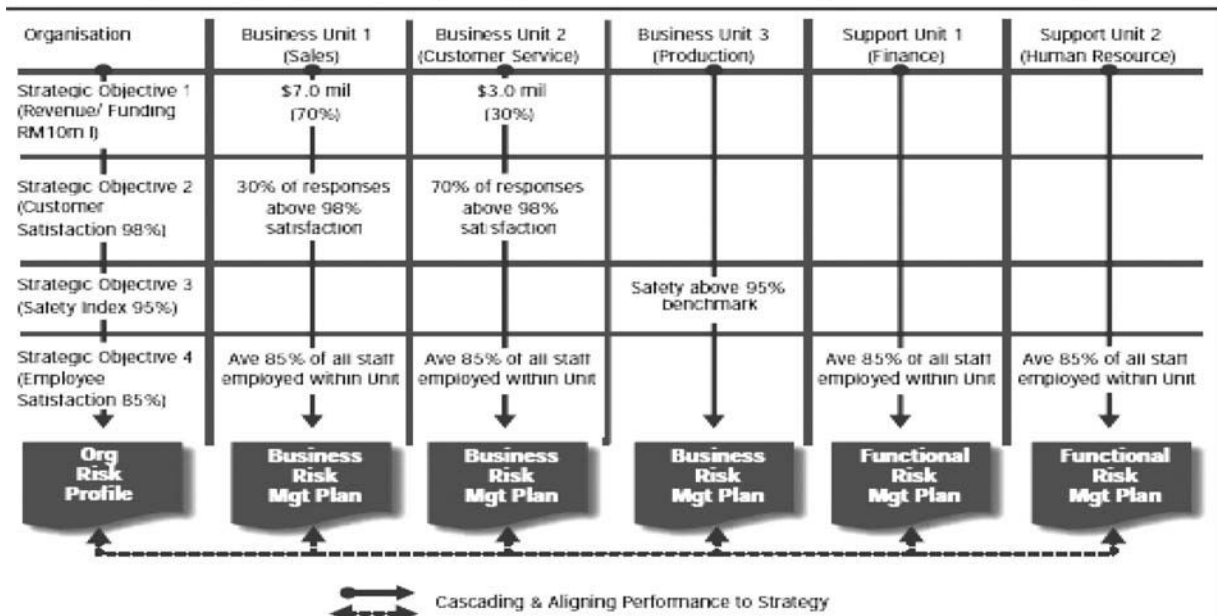 Organisation
Business Unit 1
(Sales)
Business Unit 2
(Customer Service)
Business Unit 3
(Production)
Support Unit 1
(Finance)
Support Unit 2
(Human Resource)
Strategic Objective 1
(Revenue/ Funding
RM10m l)
$7.0 mil
(70%)
$3.0 mil
(30%)
Strategic Objective 2
(Customer
Satisfaction 98%)
30% of responses
above 98%
satisfaction
70% of responses
above 98%
satisfaction
Strategic Objective 3
(Safety Index 95%)
Safety above 95%
benchmark
Strategic Objective 4
(Employee
Satisfaction 85%)
Ave 85% of all staff
employed within Unit
Ave 85% of all staff
employed within Unit
Ave 85% of all staff
employed within Unit
Ave 85% of all staff
employed within Unit
Org
Risk
Profile
Business
Risk
Mgt Plan
Business
Risk
Mgt Plan
Business
Risk
Mgt Plan
Functional
Risk
Mgt Plan
Functional
Risk
Mgt Plan
Cascading & Aligning Performance to Strategy